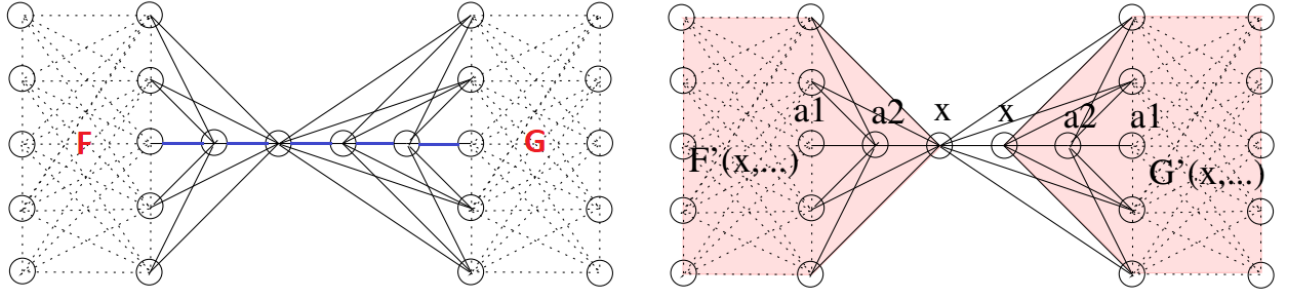 F
G
a1 a2 x x a2 a1
F'(x,...)
G'(x,...)